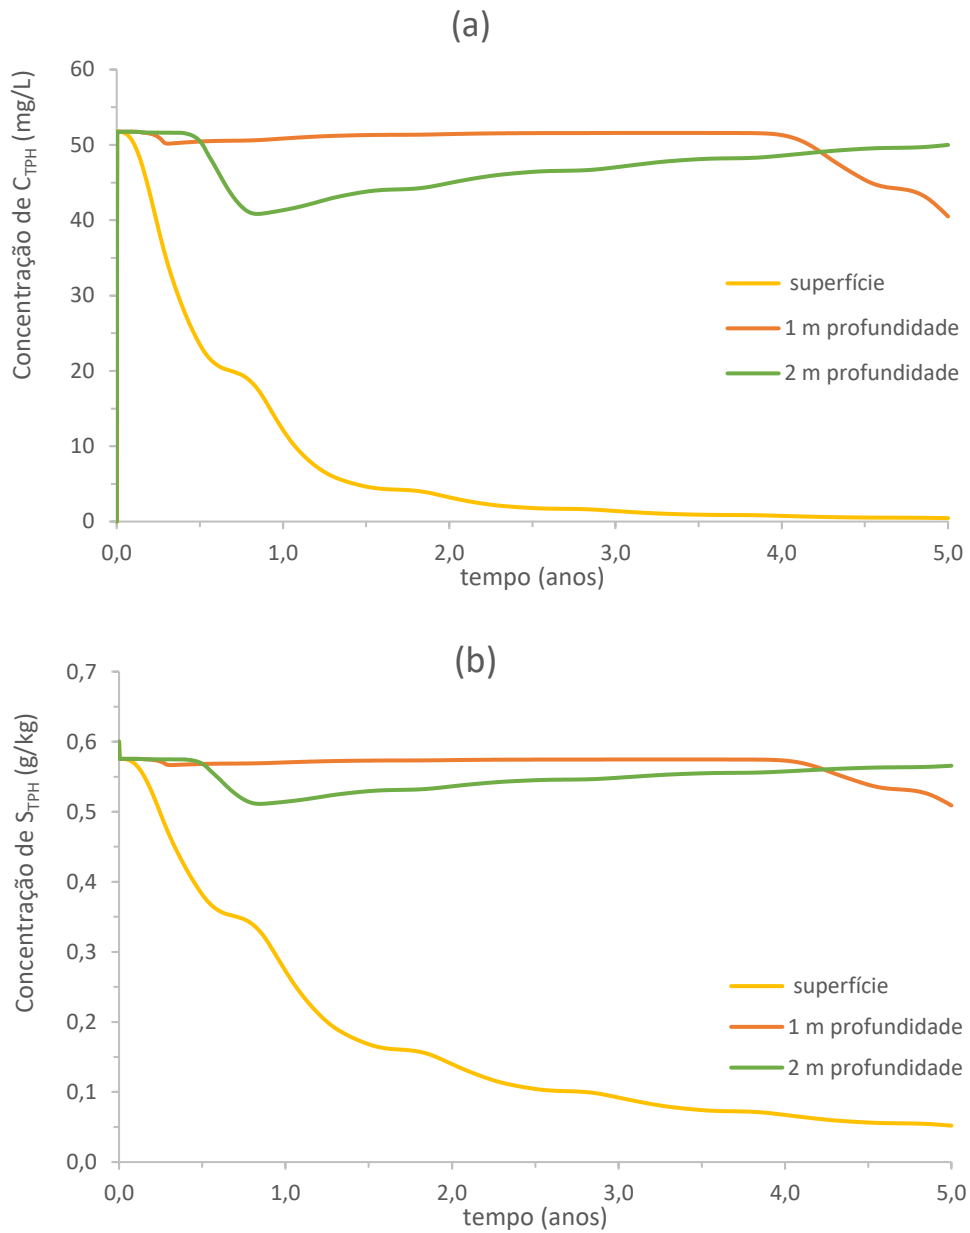 (a)
Concentração de C_TPH (mg/L)
60
50
40
30
20
10
0
superfície
1 m profundidade
2 m profundidade
0,0 1,0 2,0 3,0 4,0 5,0
tempo (anos)
(b)
Concentração de S_TPH (g/kg)
0,7
0,6
0,5
0,4
0,3
0,2
0,1
0,0
superfície
1 m profundidade
2 m profundidade
0,0 1,0 2,0 3,0 4,0 5,0
tempo (anos)